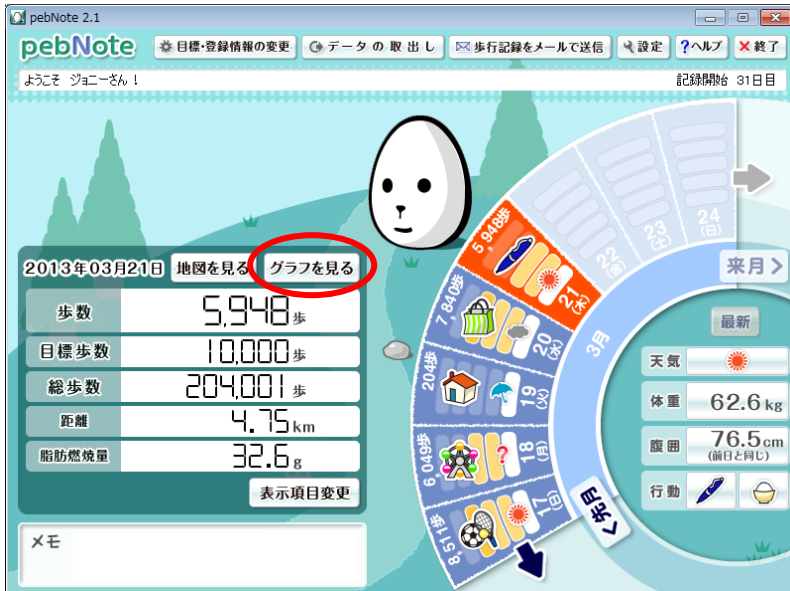 pebNote 2.1
pebNote 目標・登録情報の変更 データの取出し 歩行記録をメールで送信 設定 ?ヘルプ ×終了
ようこそ ジョニーさん！ 記録開始 31日目
2013年03月21日 地図を見る グラフを見る
歩数 5,948歩
目標歩数 10,000歩
総歩数 204,001歩
距離 4.75km
脂肪燃焼量 32.6g
表示項目変更
メモ
24(日)
23(土)
22(金)
5,948歩 21(木)
7,840歩 20(水)
204歩 19(火)
6,049歩 ? 18(月)
8,511歩 17(日)
3月
来月>
<先月
最新
天気
体重 62.6kg
腹囲 76.5cm
(前日と同じ)
行動